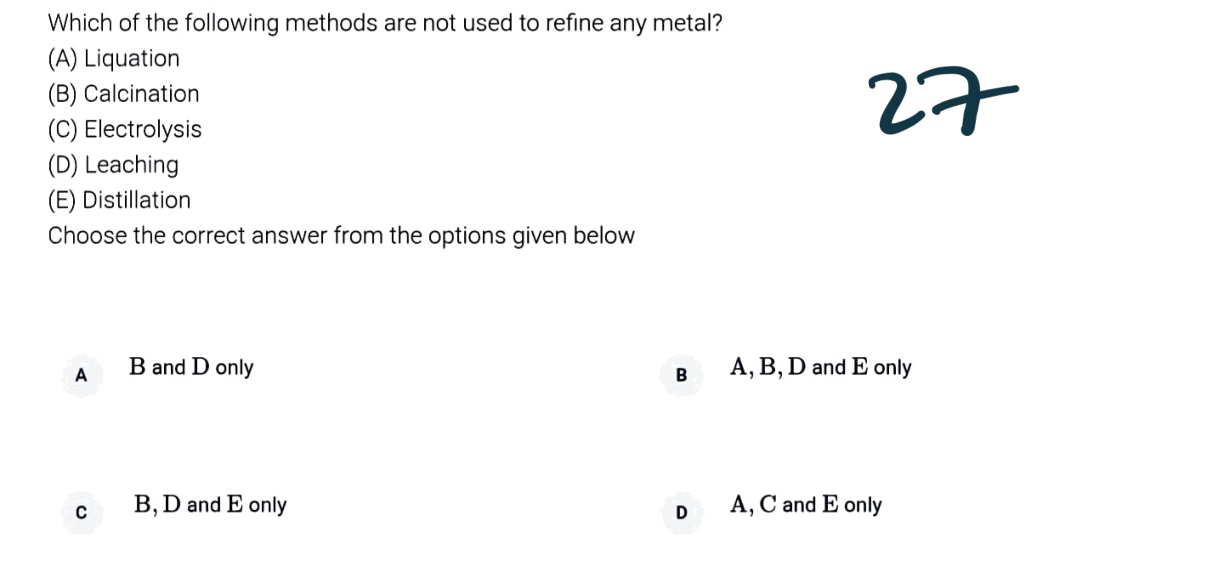 Which of the following methods are not used to refine any metal?
(A) Liquation
27
(B) Calcination
(C) Electrolysis
(D) Leaching
(E) Distillation
Choose the correct answer from the options given below
A B and D only
B A, B, D and E only
C B, D and E only
D A, C and E only